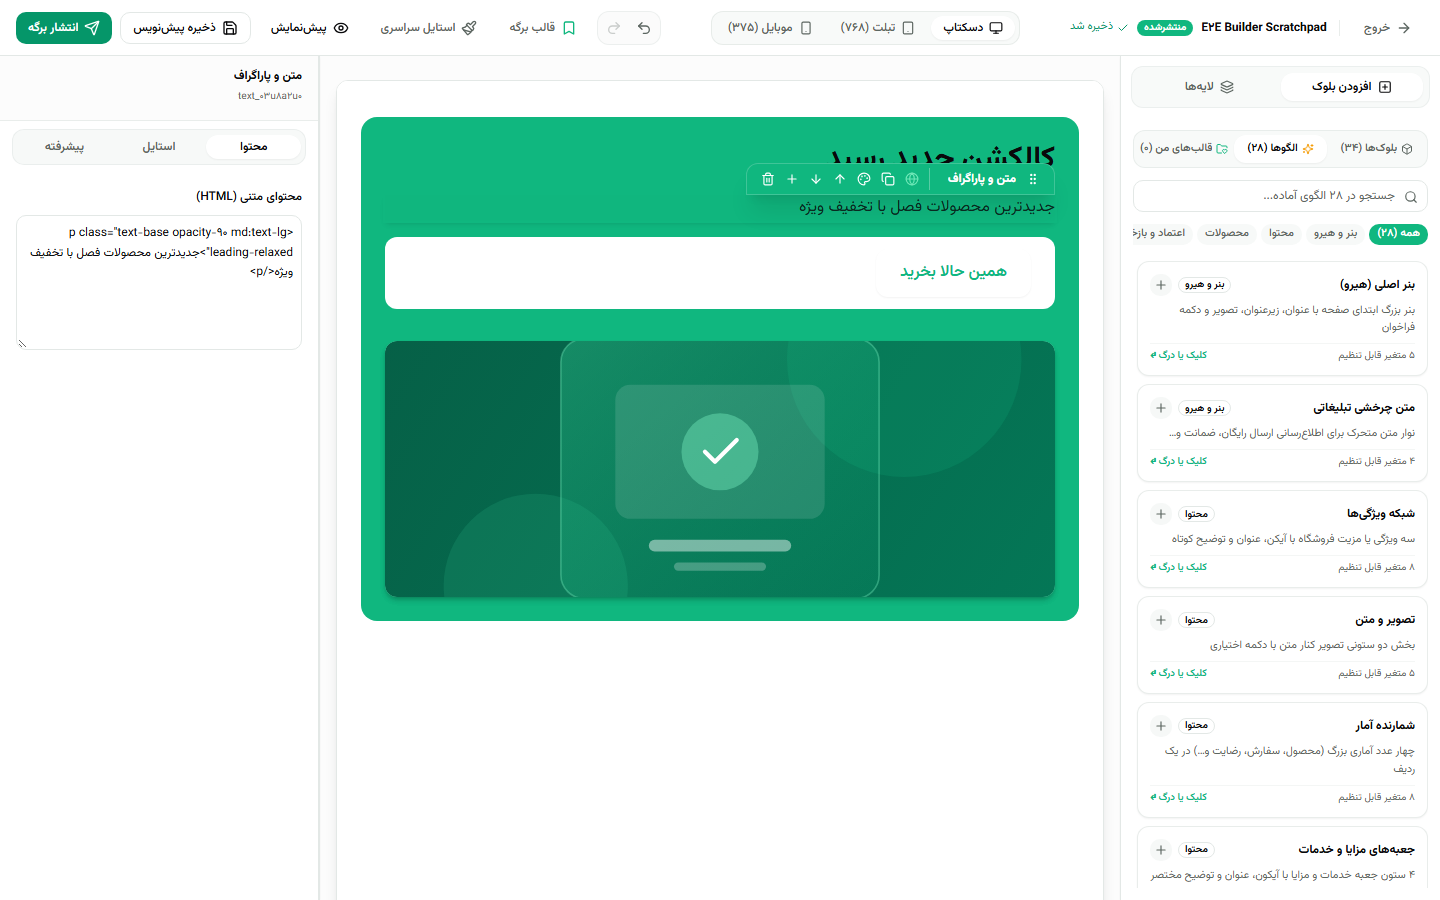 خروج
E2E Builder Scratchpad
منتشرشده
ذخیره شد
دسکتاپ
تبلت (۷۶۸)
موبایل (۳۷۵)
قالب برگه
استایل سراسری
پیش‌نمایش
ذخیره پیش‌نویس
انتشار برگه
افزودن بلوک
لایه‌ها
بلوک‌ها (۳۴)
الگوها (۲۸)
قالب‌های من (۰)
جستجو در ۲۸ الگوی آماده...
همه (۲۸)
بنر و هیرو
محتوا
محصولات
اعتماد و بازخ
بنر اصلی (هیرو)
بنر و هیرو
بنر بزرگ ابتدای صفحه با عنوان، زیرعنوان، تصویر و دکمه
فراخوان
۵ متغیر قابل تنظیم
کلیک یا درگ
متن چرخشی تبلیغاتی
بنر و هیرو
نوار متن متحرک برای اطلاع‌رسانی ارسال رایگان، ضمانت و...
۴ متغیر قابل تنظیم
کلیک یا درگ
شبکه ویژگی‌ها
محتوا
سه ویژگی یا مزیت فروشگاه با آیکن، عنوان و توضیح کوتاه
۸ متغیر قابل تنظیم
کلیک یا درگ
تصویر و متن
محتوا
بخش دو ستونی تصویر کنار متن با دکمه اختیاری
۵ متغیر قابل تنظیم
کلیک یا درگ
شمارنده آمار
محتوا
چهار عدد آماری بزرگ (محصول، سفارش، رضایت و...) در یک
ردیف
۸ متغیر قابل تنظیم
کلیک یا درگ
جعبه‌های مزایا و خدمات
محتوا
۴ ستون جعبه خدمات و مزایا با آیکون، عنوان و توضیح مختصر
کالکشن جدید رسید
متن و پاراگراف
جدیدترین محصولات فصل با تخفیف ویژه
همین حالا بخرید
متن و پاراگراف
text_۰۳u۸a۲u۰
محتوا
استایل
پیشرفته
محتوای متنی (HTML)
<p class="text-base opacity-۹۰ md:text-lg
leading-relaxed">جدیدترین محصولات فصل با تخفیف
ویژه</p>